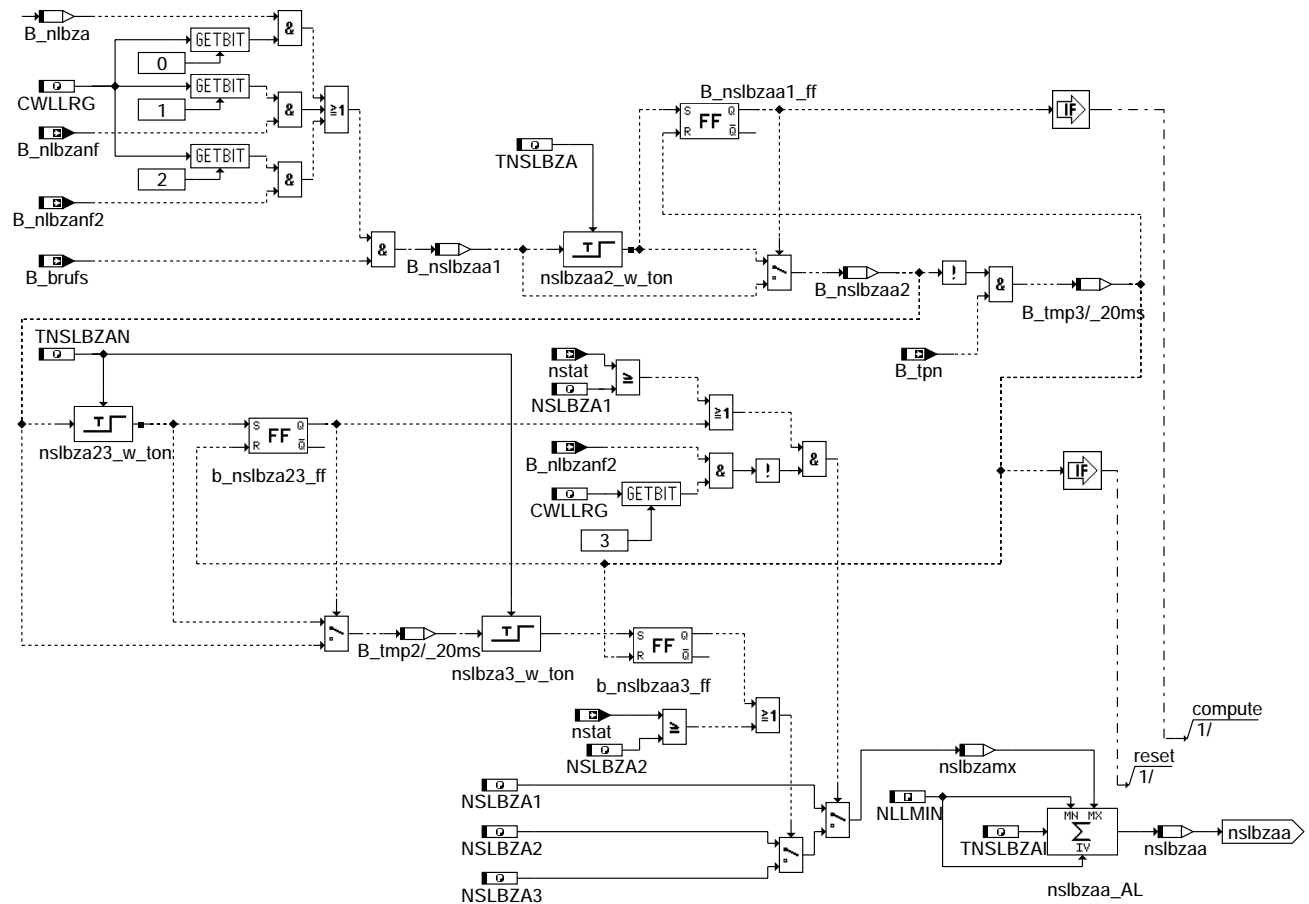 B_nlbza
&
GETBIT
0
CWLLRG
GETBIT
1
&
≥1
B_nlbzanf
GETBIT
2
&
B_nlbzanf2
B_brufs
&
B_nslbzaa1
TNSLBZA
T
nslbzaa2_w_ton
B_nslbzaa1_ff
S Q
FF
R Q
IF
B_nslbzaa2
!
&
B_tmp3/_20ms
B_tpn
TNSLBZAN
T
nslbza23_w_ton
S Q
FF
R Q
b_nslbza23_ff
nstat
≥
NSLBZA1
≥1
B_nlbzanf2
&
!
&
CWLLRG
GETBIT
3
IF
B_tmp2/_20ms
T
nslbza3_w_ton
S Q
FF
R Q
b_nslbzaa3_ff
nstat
≥
NSLBZA2
≥1
compute
1/
reset
1/
NSLBZA1
NSLBZA2
NSLBZA3
nslbzamx
NLLMIN
TNSLBZAI
MN MX
Σ
IV
nslbzaa
nslbzaa
nslbzaa_AL